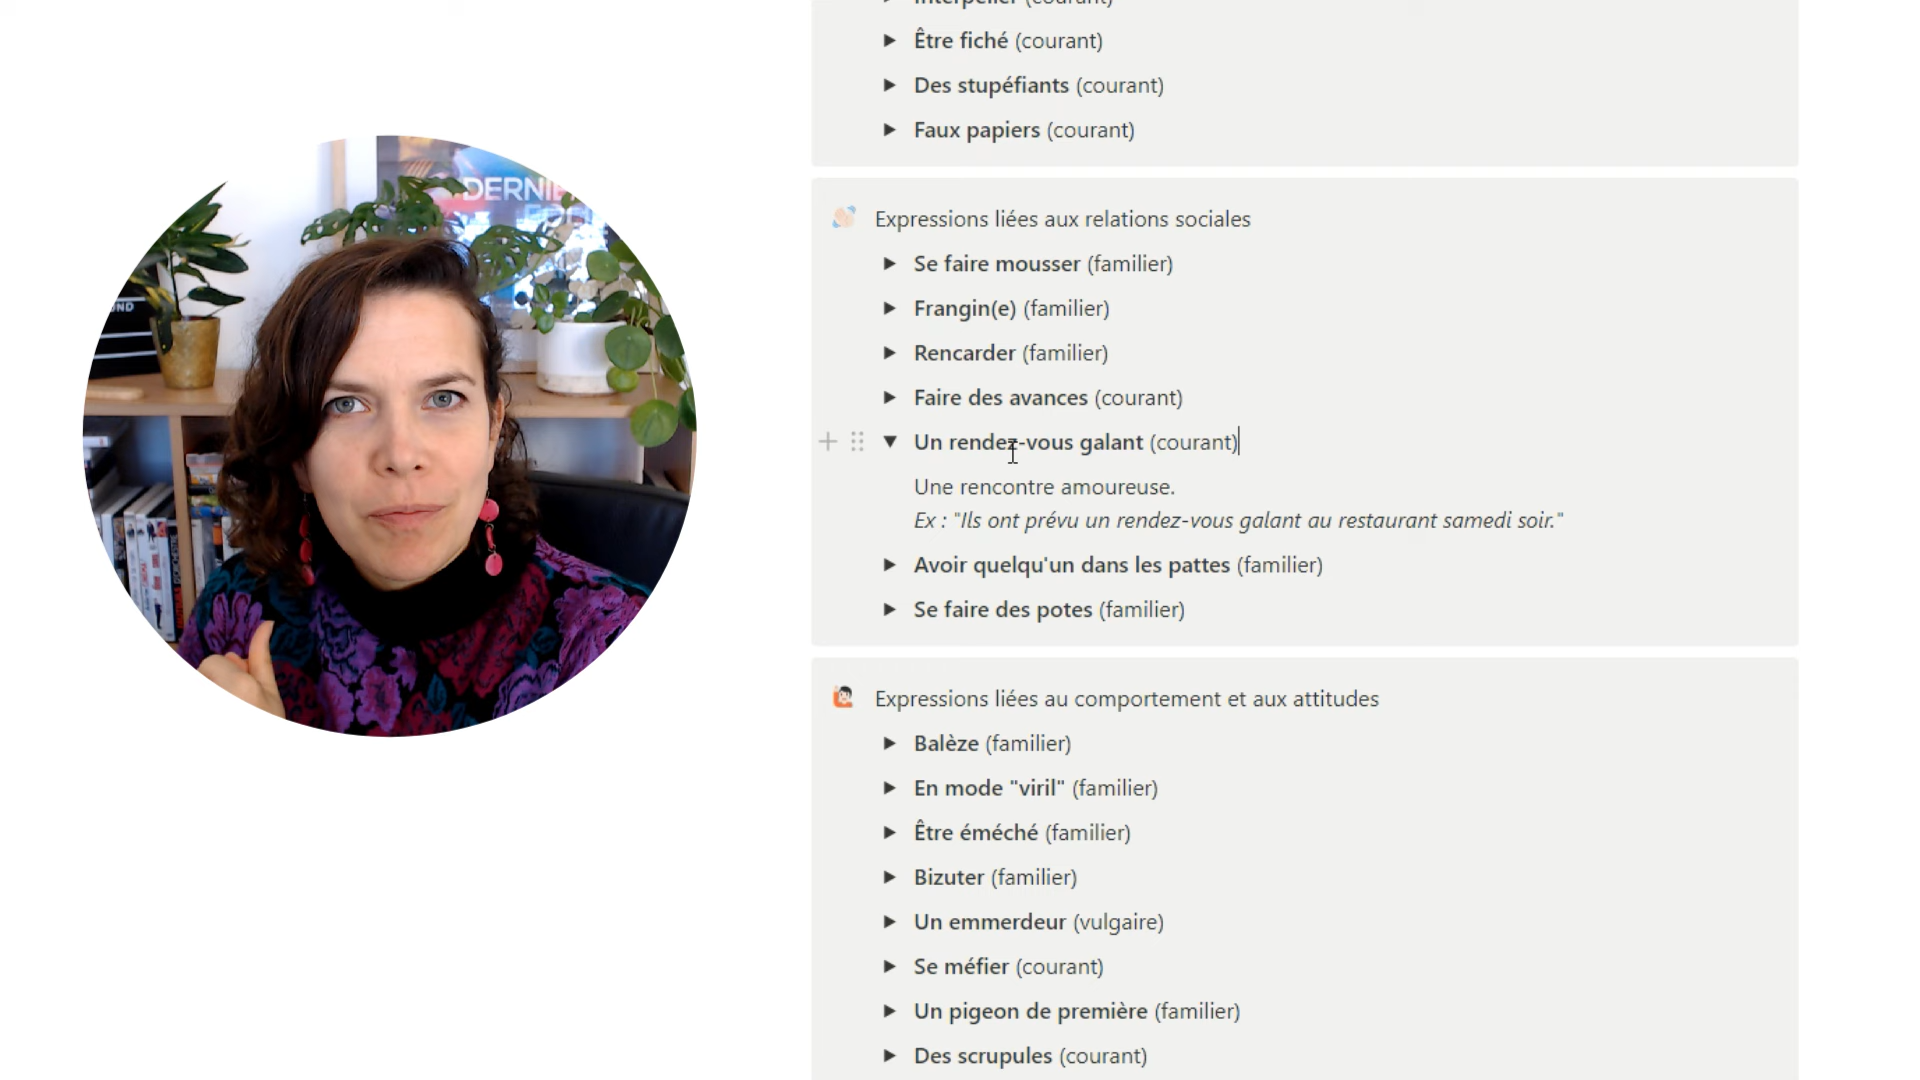 Interpeller (courant)
Être fiché (courant)
Des stupéfiants (courant)
Faux papiers (courant)
DERNIE
Expressions liées aux relations sociales
Se faire mousser (familier)
Frangin(e) (familier)
Rencarder (familier)
Faire des avances (courant)
Un rendez-vous galant (courant)
Une rencontre amoureuse.
Ex : "Ils ont prévu un rendez-vous galant au restaurant samedi soir."
Avoir quelqu'un dans les pattes (familier)
Se faire des potes (familier)
Expressions liées au comportement et aux attitudes
Balèze (familier)
En mode "viril" (familier)
Être éméché (familier)
Bizuter (familier)
Un emmerdeur (vulgaire)
Se méfier (courant)
Un pigeon de première (familier)
Des scrupules (courant)